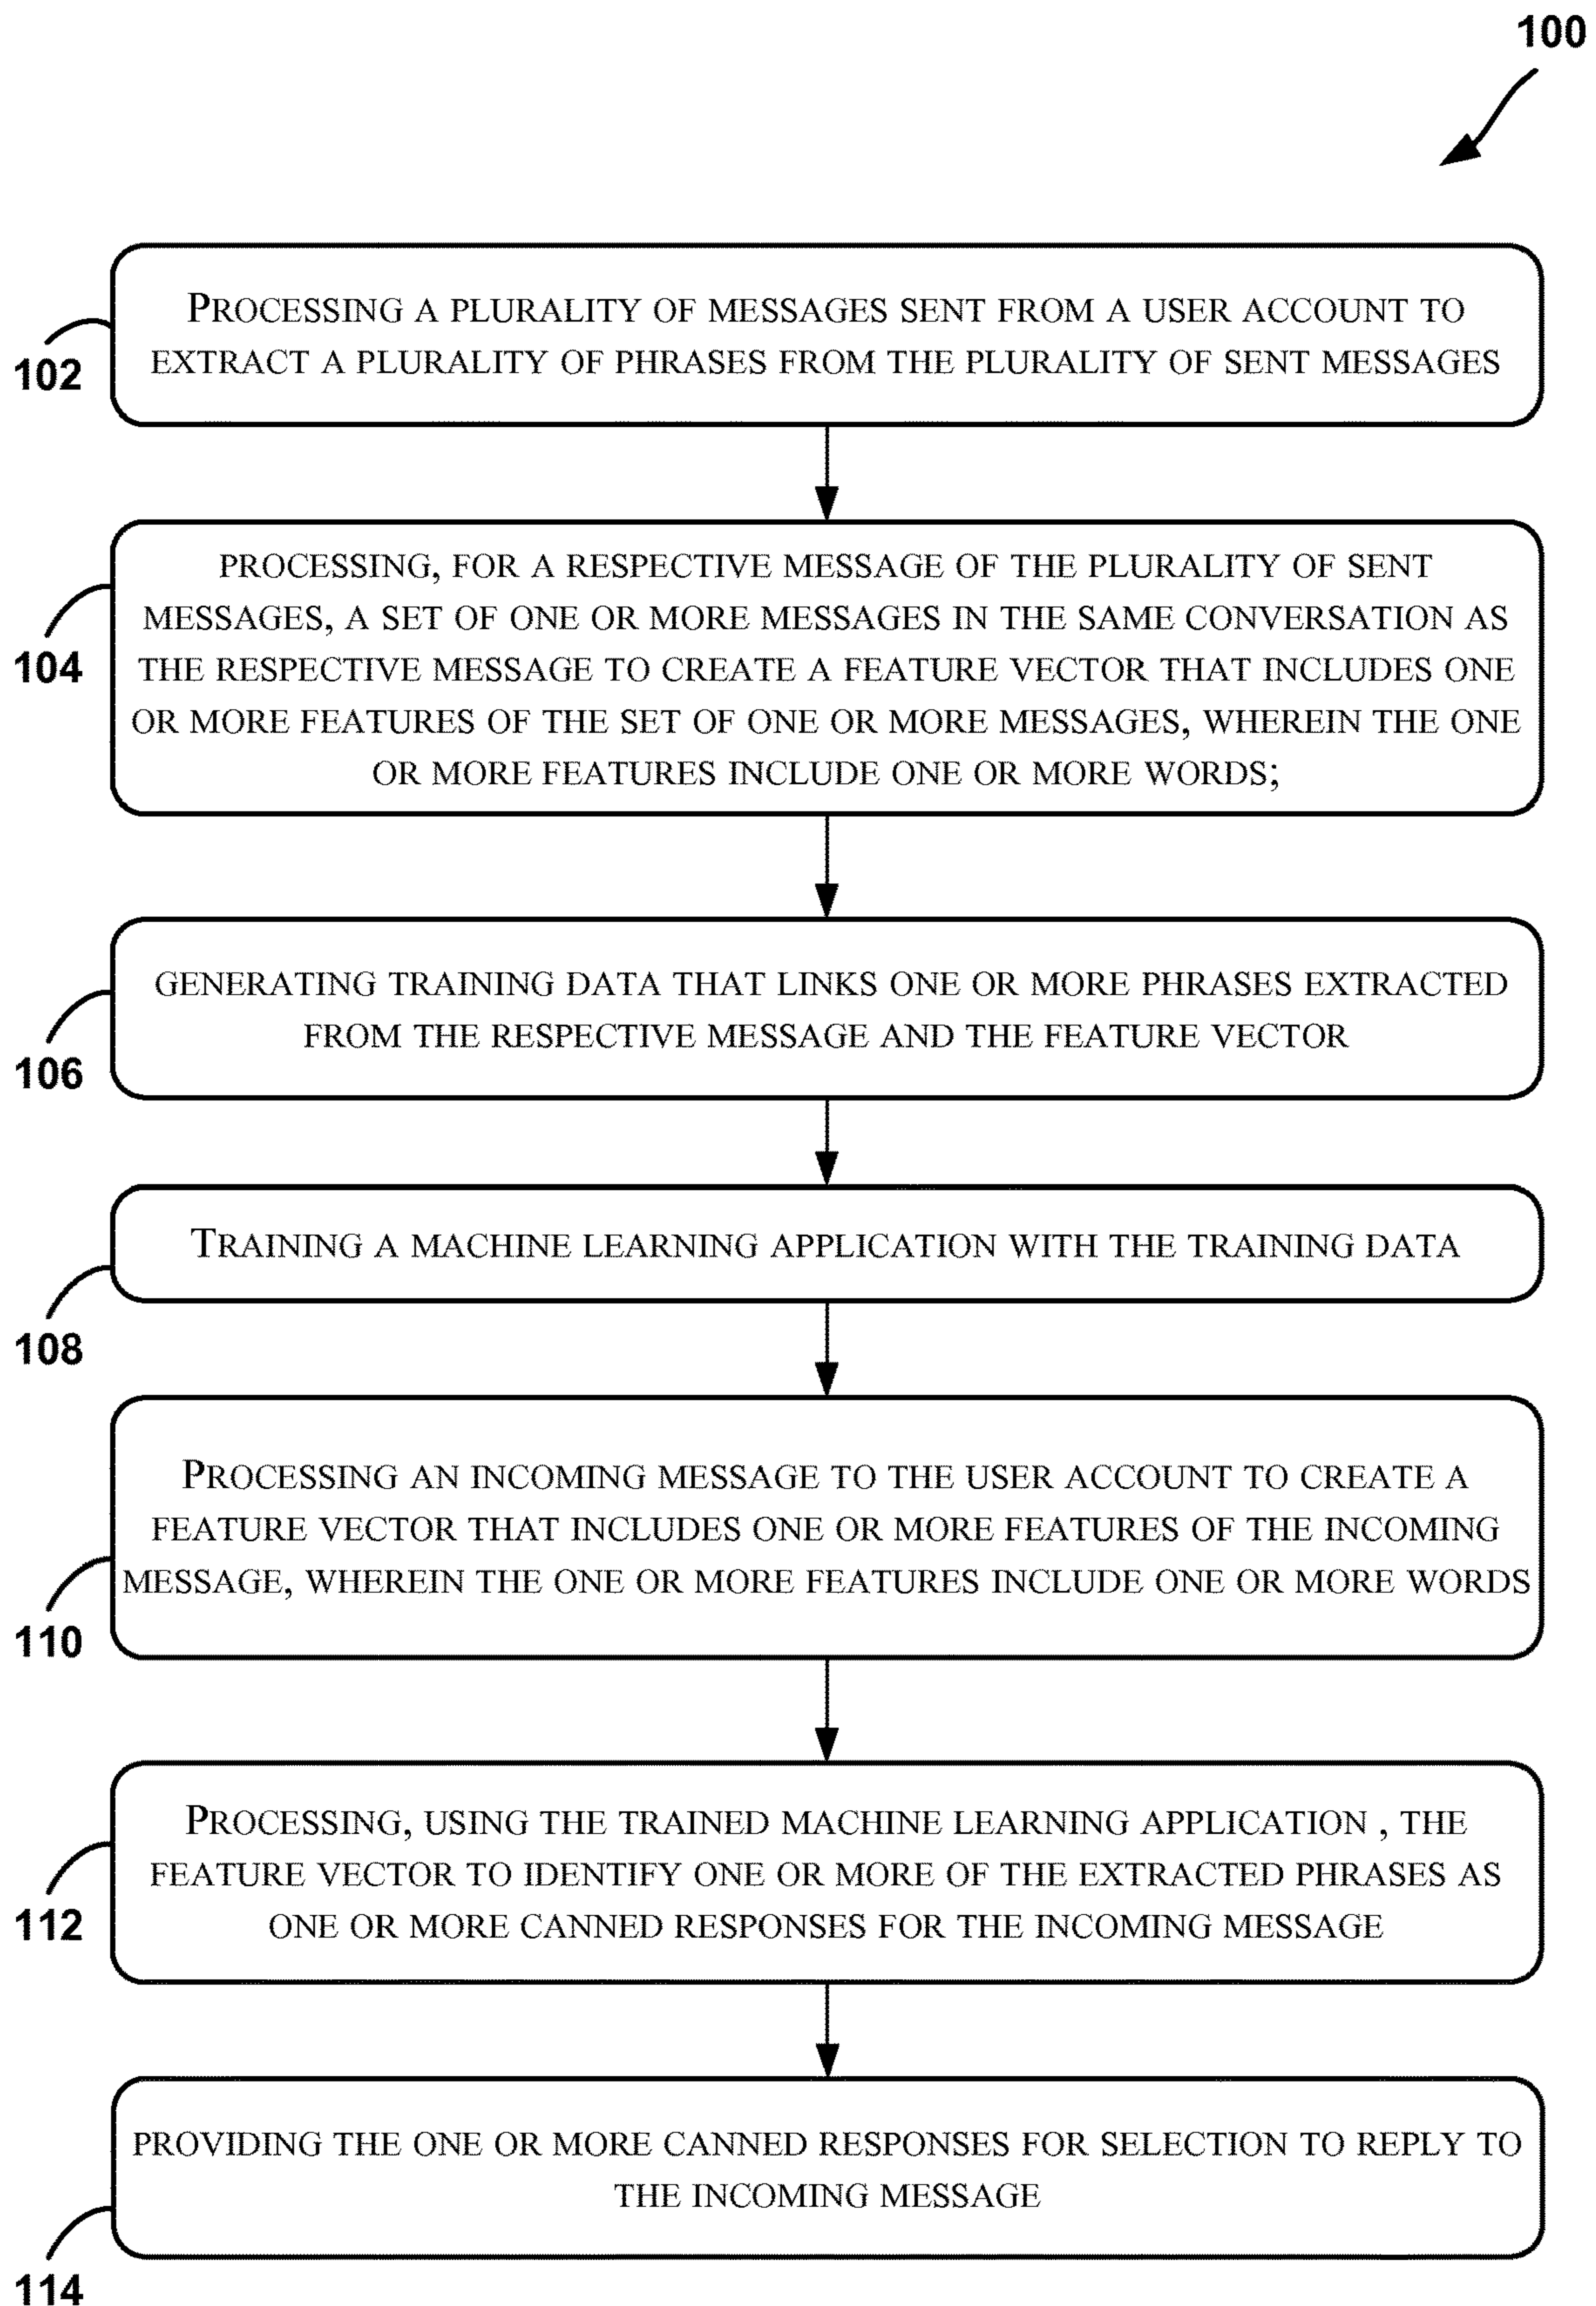 100
PROCESSING A PLURALITY OF MESSAGES SENT FROM A USER ACCOUNT TO
EXTRACT A PLURALITY OF PHRASES FROM THE PLURALITY OF SENT MESSAGES
102
PROCESSING, FOR A RESPECTIVE MESSAGE OF THE PLURALITY OF SENT
MESSAGES, A SET OF ONE OR MORE MESSAGES IN THE SAME CONVERSATION AS
THE RESPECTIVE MESSAGE TO CREATE A FEATURE VECTOR THAT INCLUDES ONE
OR MORE FEATURES OF THE SET OF ONE OR MORE MESSAGES, WHEREIN THE ONE
OR MORE FEATURES INCLUDE ONE OR MORE WORDS;
104
GENERATING TRAINING DATA THAT LINKS ONE OR MORE PHRASES EXTRACTED
FROM THE RESPECTIVE MESSAGE AND THE FEATURE VECTOR
106
TRAINING A MACHINE LEARNING APPLICATION WITH THE TRAINING DATA
108
PROCESSING AN INCOMING MESSAGE TO THE USER ACCOUNT TO CREATE A
FEATURE VECTOR THAT INCLUDES ONE OR MORE FEATURES OF THE INCOMING
MESSAGE, WHEREIN THE ONE OR MORE FEATURES INCLUDE ONE OR MORE WORDS
110
PROCESSING, USING THE TRAINED MACHINE LEARNING APPLICATION , THE
FEATURE VECTOR TO IDENTIFY ONE OR MORE OF THE EXTRACTED PHRASES AS
ONE OR MORE CANNED RESPONSES FOR THE INCOMING MESSAGE
112
PROVIDING THE ONE OR MORE CANNED RESPONSES FOR SELECTION TO REPLY TO
THE INCOMING MESSAGE
114